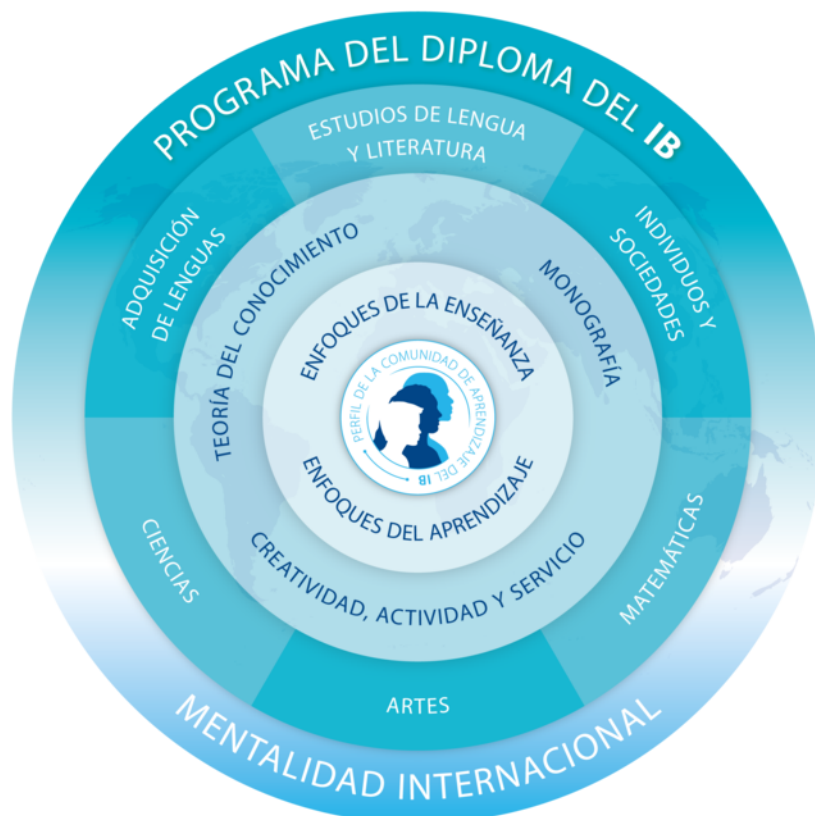 PROGRAMA DEL DIPLOMA DEL IB
ESTUDIOS DE LENGUA
Y LITERATURA
ADQUISICIÓN
DE LENGUAS
INDIVIDUOS Y
SOCIEDADES
TEORÍA DEL CONOCIMIENTO
MONOGRAFÍA
ENFOQUES DE LA ENSEÑANZA
PERFIL DE LA COMUNIDAD DE APRENDIZAJE DEL IB
ENFOQUES DEL APRENDIZAJE
CREATIVIDAD, ACTIVIDAD Y SERVICIO
CIENCIAS
MATEMÁTICAS
ARTES
MENTALIDAD INTERNACIONAL